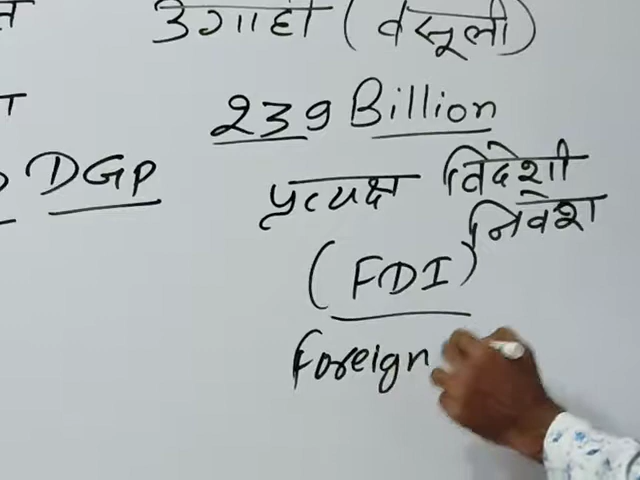 उगाही (वसूली)
239 Billion
DGP
प्रत्यक्ष विदेशी
निवेश
(FDI)
Foreign